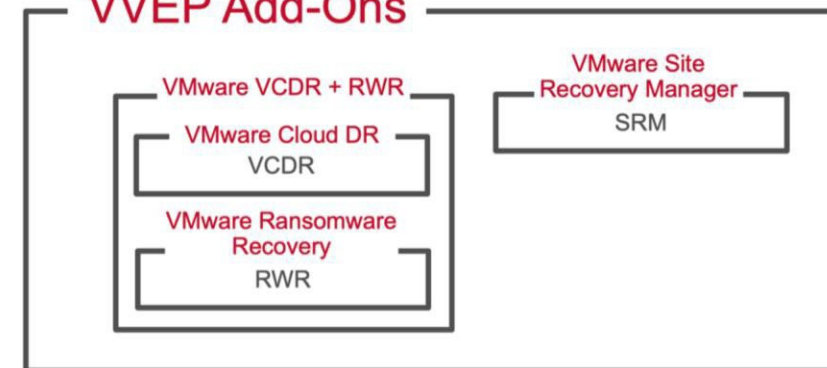 VVEP Add-Ons
VMware VCDR + RWR
VMware Cloud DR
VCDR
VMware Ransomware
Recovery
RWR
VMware Site
Recovery Manager
SRM